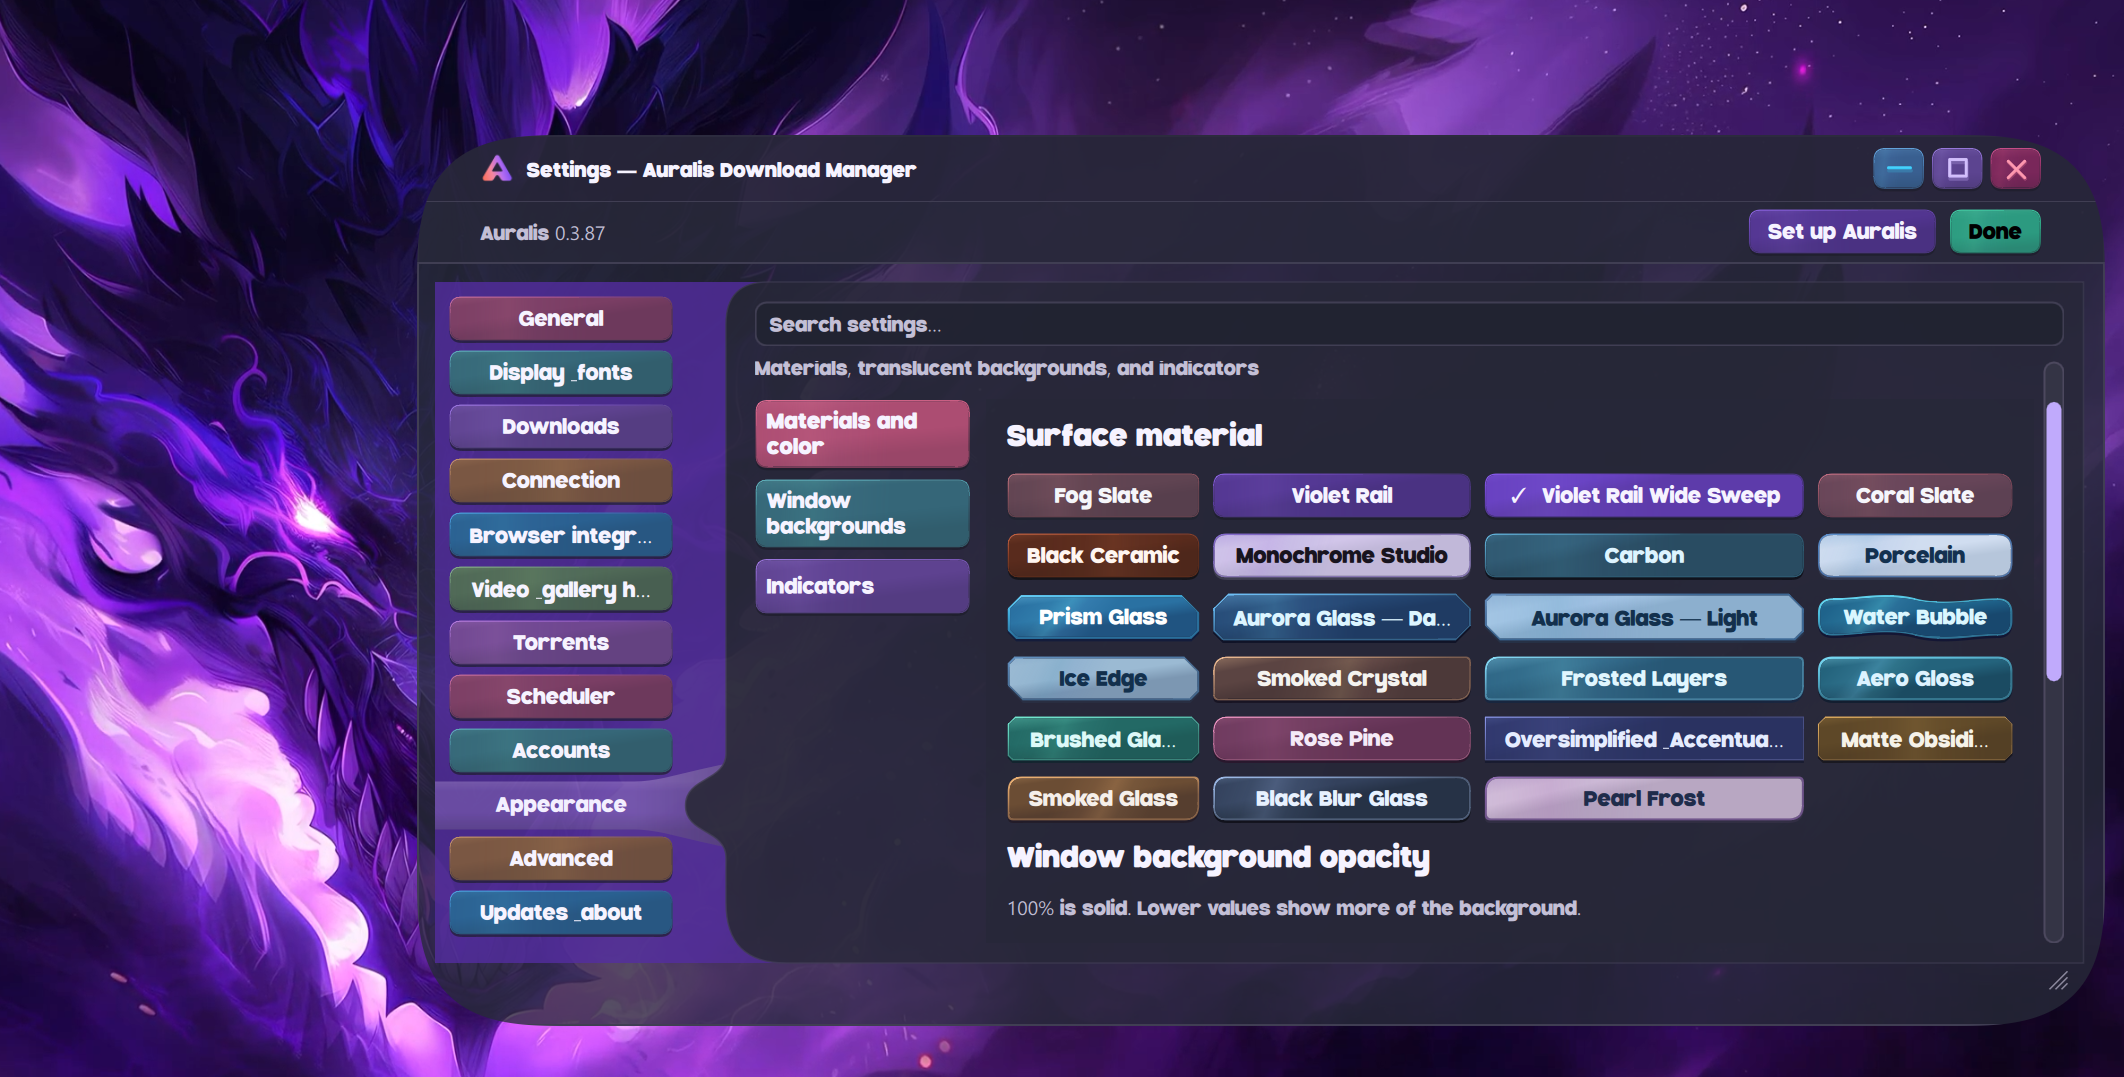 Settings — Auralis Download Manager
Auralis 0.3.87
Set up Auralis
Done
General
Display _fonts
Downloads
Connection
Browser integr...
Video _gallery h...
Torrents
Scheduler
Accounts
Appearance
Advanced
Updates _about
Search settings...
Materials, translucent backgrounds, and indicators
Materials and
color
Window
backgrounds
Indicators
Surface material
Fog Slate
Violet Rail
✓ Violet Rail Wide Sweep
Coral Slate
Black Ceramic
Monochrome Studio
Carbon
Porcelain
Prism Glass
Aurora Glass — Da...
Aurora Glass — Light
Water Bubble
Ice Edge
Smoked Crystal
Frosted Layers
Aero Gloss
Brushed Gla...
Rose Pine
Oversimplified _Accentua...
Matte Obsidi...
Smoked Glass
Black Blur Glass
Pearl Frost
Window background opacity
100% is solid. Lower values show more of the background.